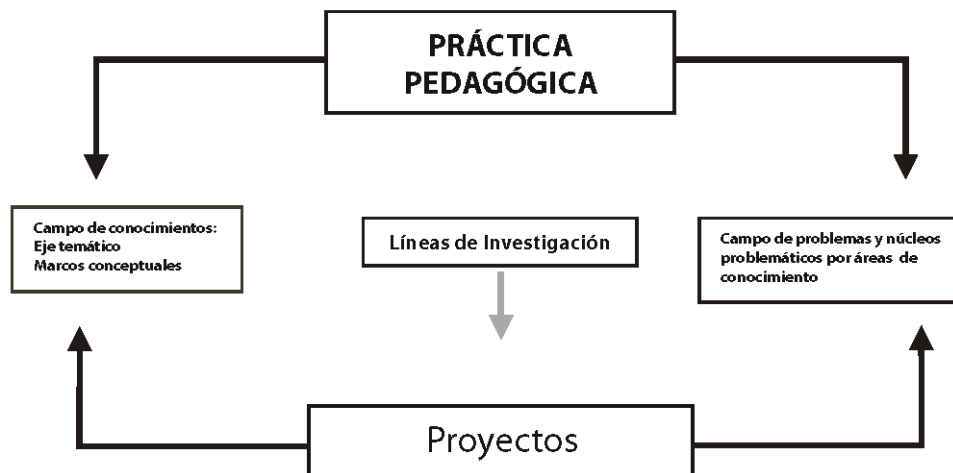 PRÁCTICA
PEDAGÓGICA
Campo de conocimientos:
Eje temático
Marcos conceptuales
Líneas de Investigación
Campo de problemas y núcleos
problemáticos por áreas de
conocimiento
Proyectos